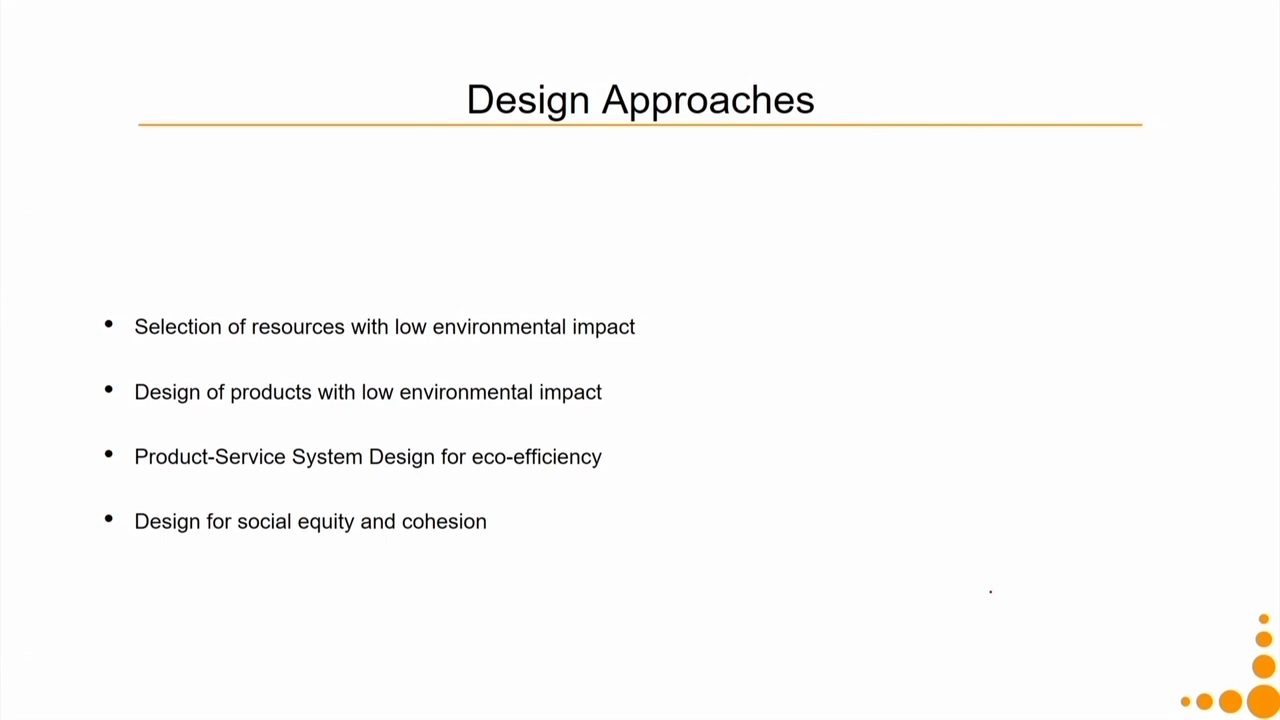 Design Approaches
• Selection of resources with low environmental impact
• Design of products with low environmental impact
• Product-Service System Design for eco-efficiency
• Design for social equity and cohesion